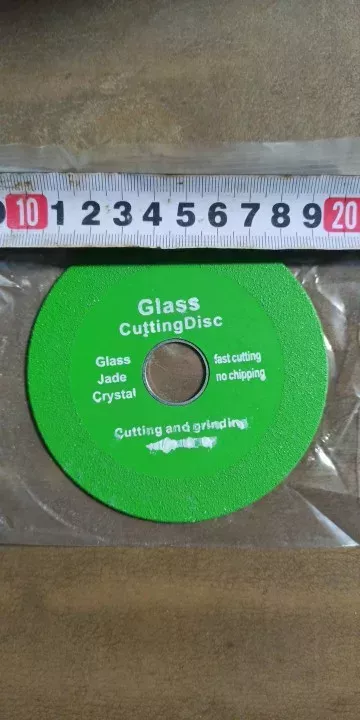 10 1 2 3 4 5 6 7 8 9 20
Glass
CuttingDisc
Glass
Jade
Crystal
fast cutting
no chipping
Cutting and grinding